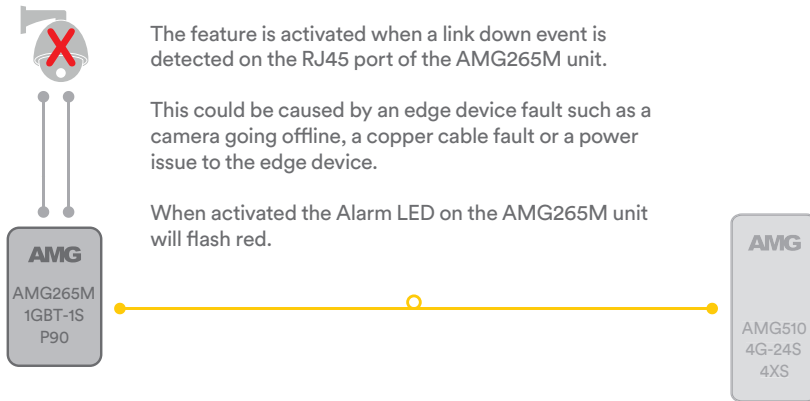 The feature is activated when a link down event is
detected on the RJ45 port of the AMG265M unit.
This could be caused by an edge device fault such as a
camera going offline, a copper cable fault or a power
issue to the edge device.
When activated the Alarm LED on the AMG265M unit
will flash red.
AMG
AMG265M
1GBT-1S
P90
AMG
AMG510
4G-24S
4XS